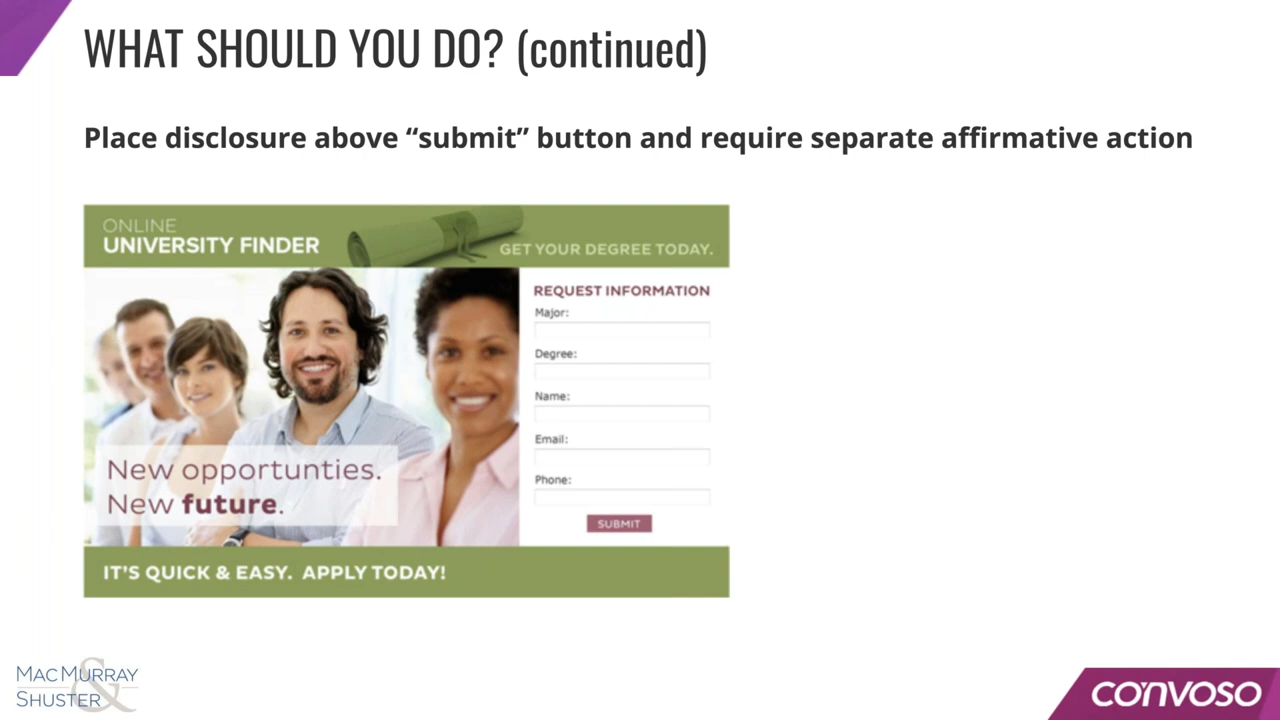 WHAT SHOULD YOU DO? (continued)
Place disclosure above “submit” button and require separate affirmative action
ONLINE
UNIVERSITY FINDER
GET YOUR DEGREE TODAY.
REQUEST INFORMATION
Major:
Degree:
Name:
Email:
Phone:
SUBMIT
New opportunties.
New future.
IT'S QUICK & EASY. APPLY TODAY!
MACMURRAY
&
SHUSTER
convoso